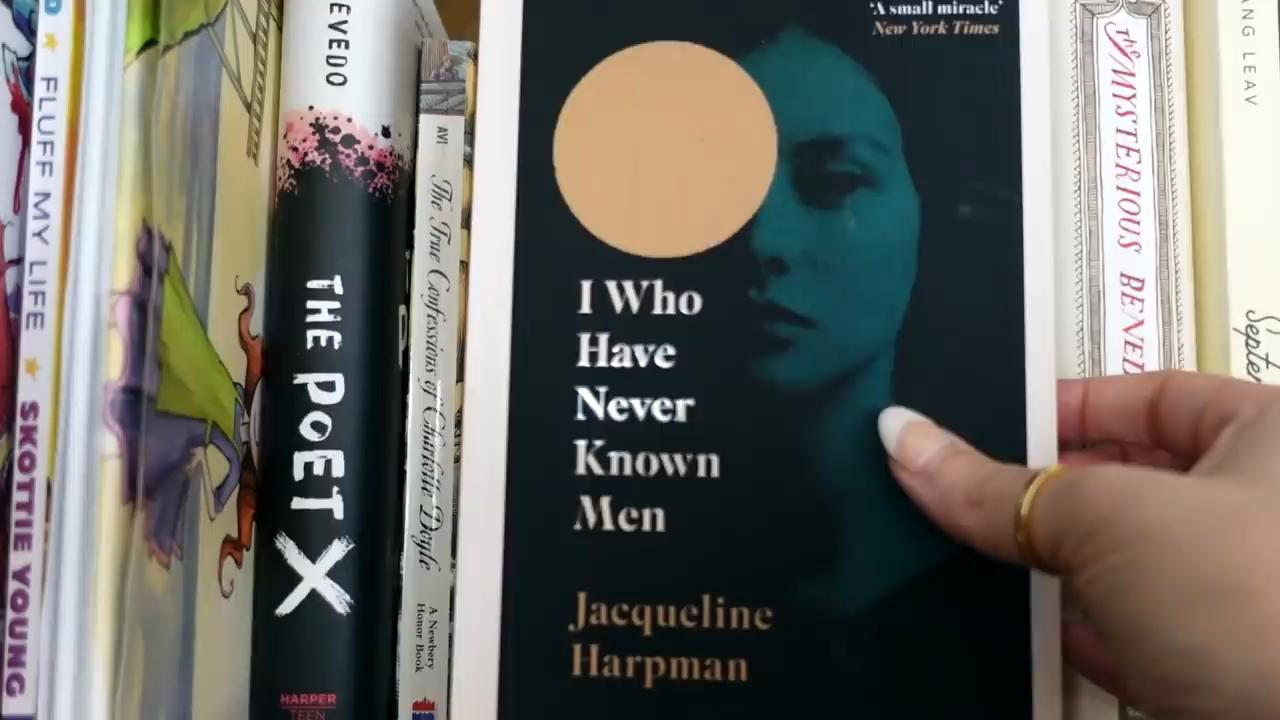 FLUFF MY LIFE
SKOTTIE YOUNG
EVEDO
THE POET
X
HARPER
TEEN
AVI
The True Confessions of Charlotte Doyle
A Newbery
Honor Book
'A small miracle'
New York Times
I Who
Have
Never
Known
Men
Jacqueline
Harpman
The MYSTERIOUS BENED
ANG LEAV
Septe